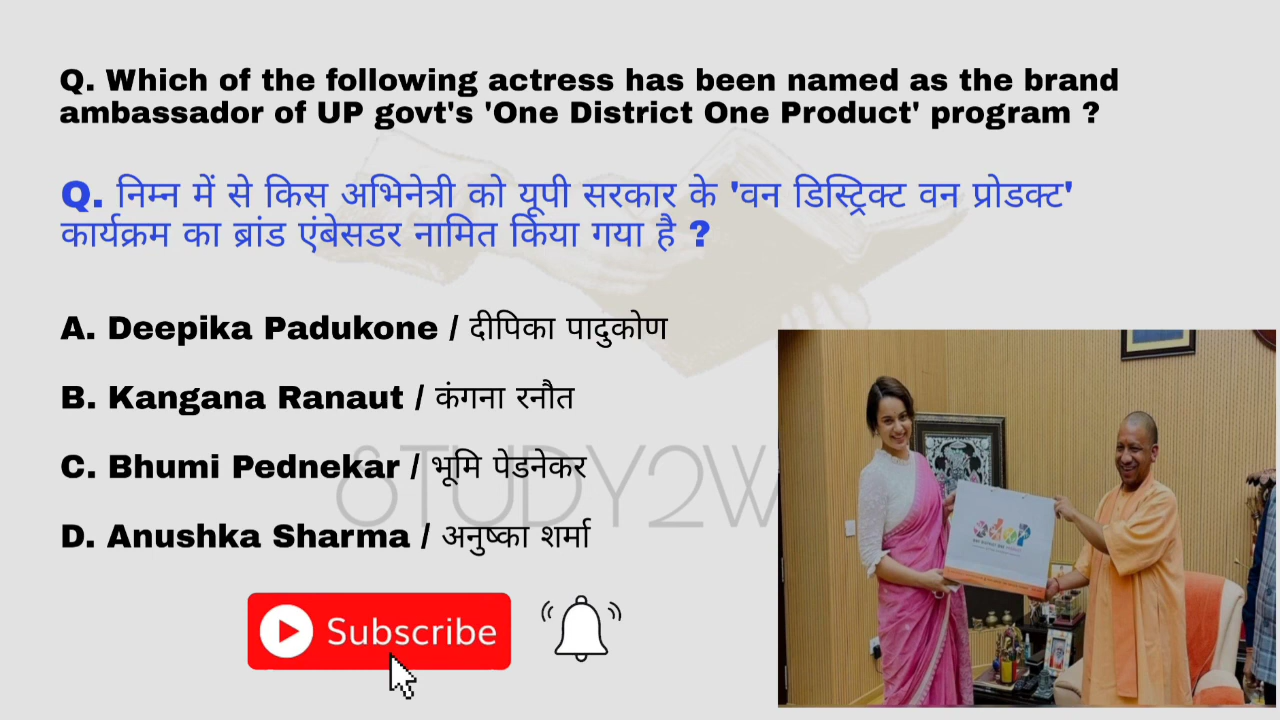 Q. Which of the following actress has been named as the brand
ambassador of UP govt's 'One District One Product' program ?
Q. निम्न में से किस अभिनेत्री को यूपी सरकार के 'वन डिस्ट्रिक्ट वन प्रोडक्ट'
कार्यक्रम का ब्रांड एंबेसडर नामित किया गया है ?
A. Deepika Padukone / दीपिका पादुकोण
B. Kangana Ranaut / कंगना रनौत
C. Bhumi Pednekar / भूमि पेडनेकर
STUDY2W
D. Anushka Sharma / अनुष्का शर्मा
Subscribe
odop